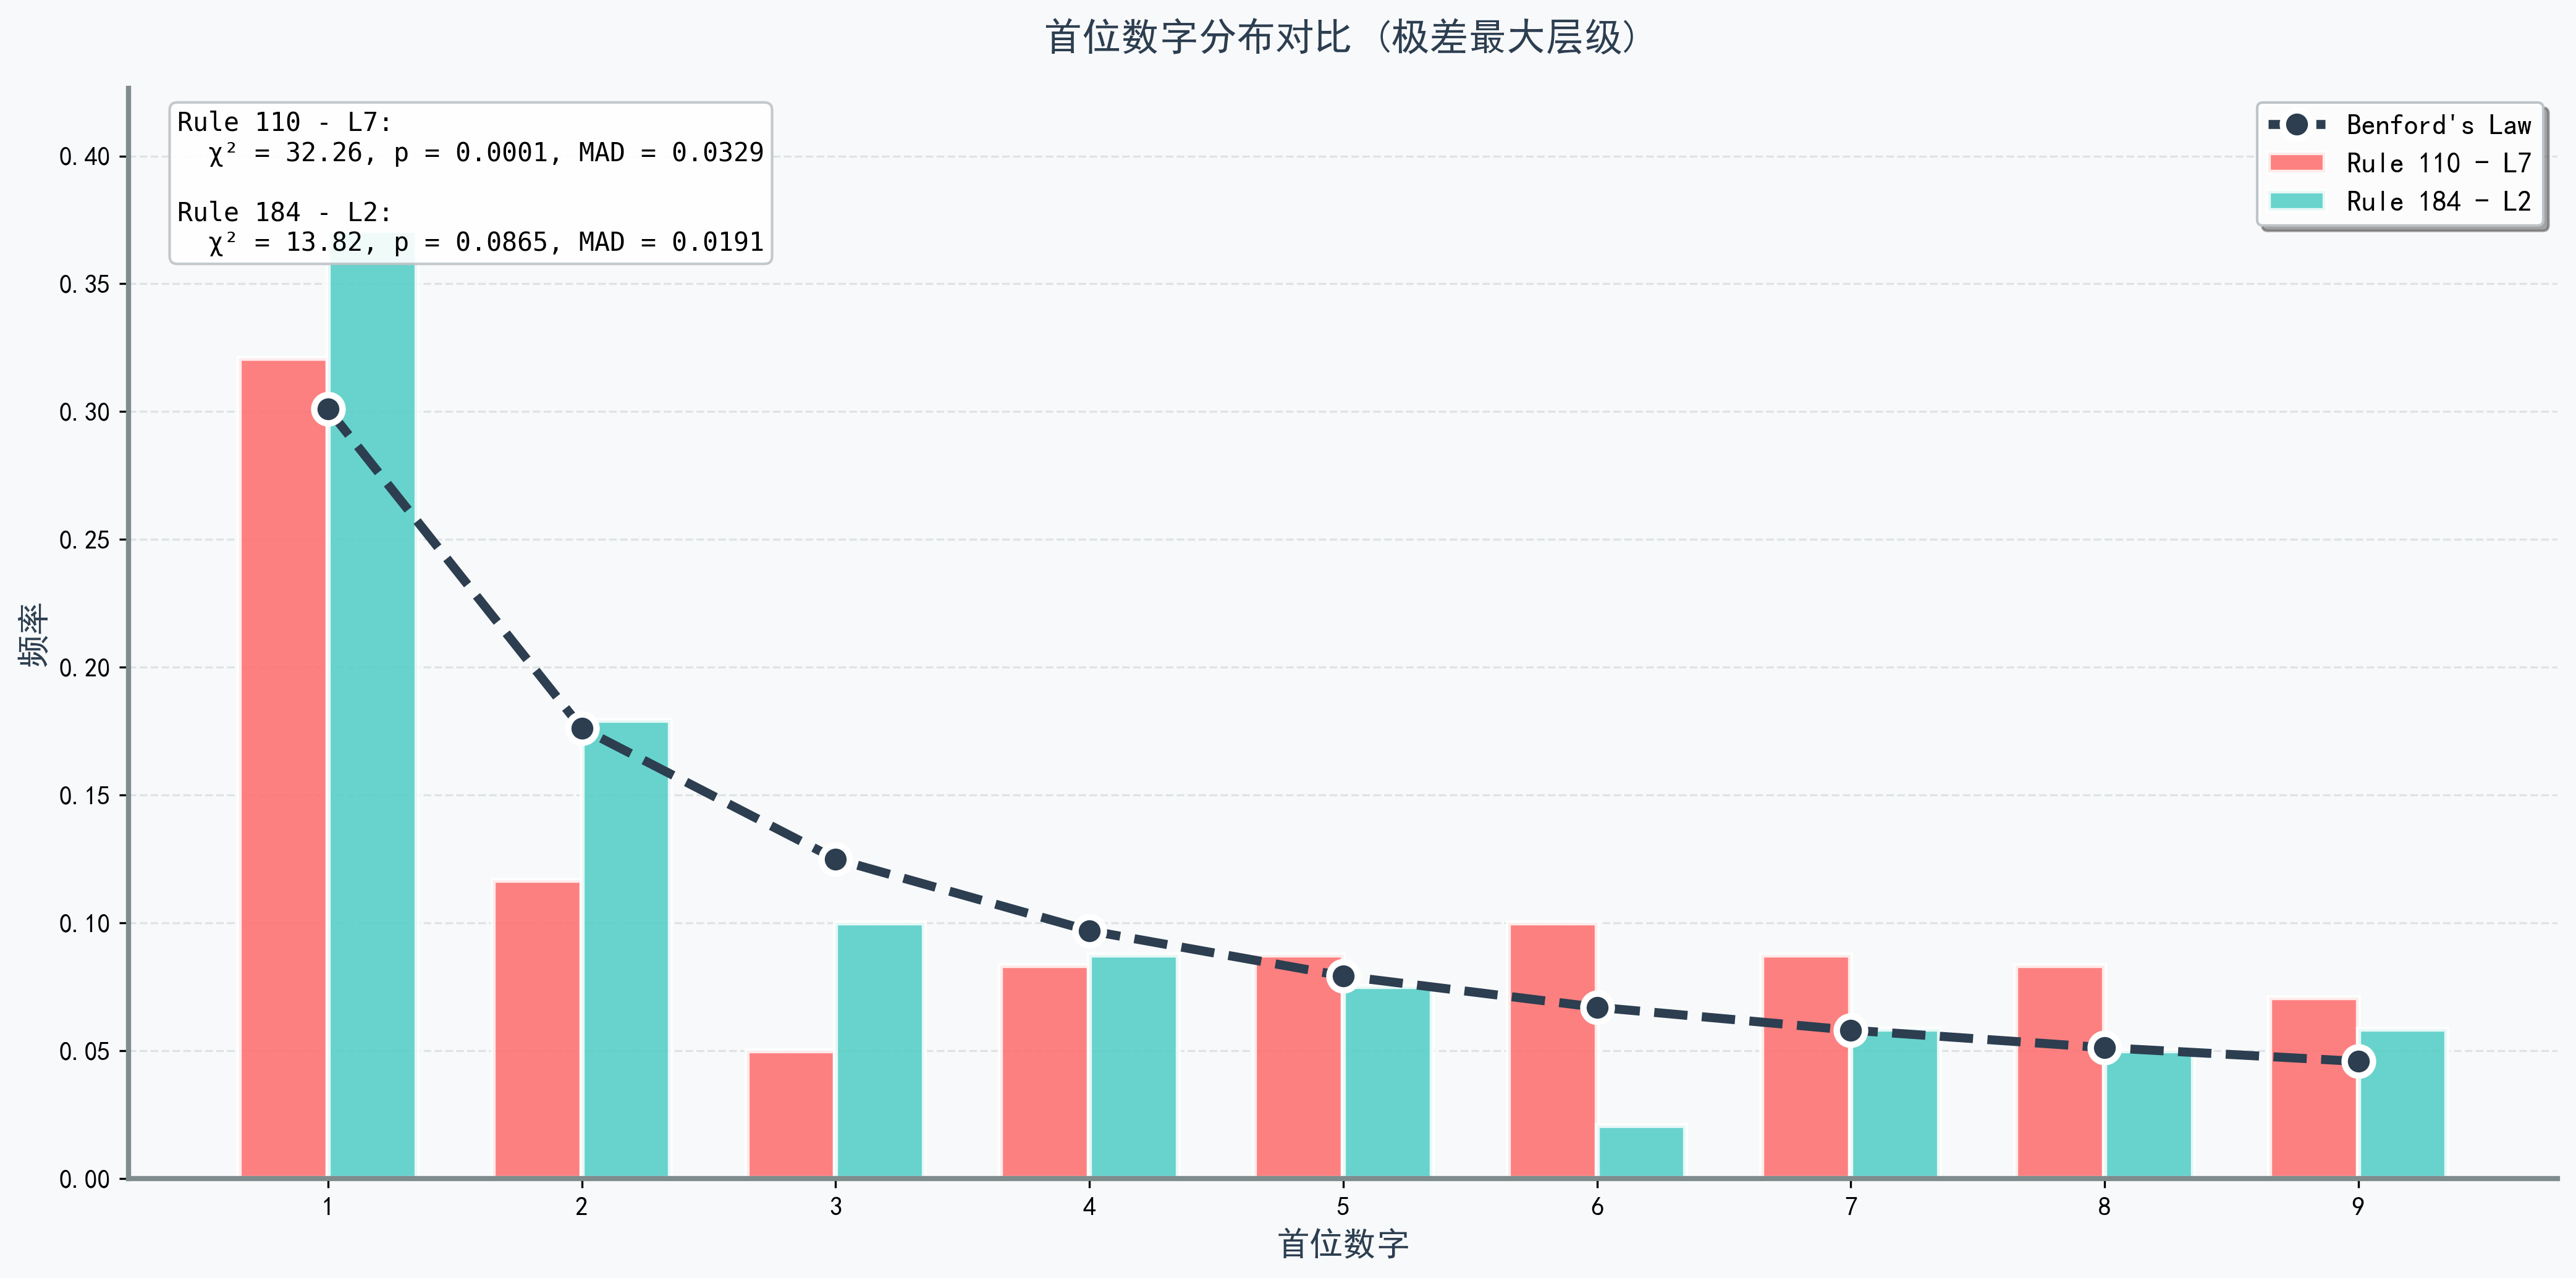 首位数字分布对比 (极差最大层级)
Rule 110 - L7:
χ² = 32.26, p = 0.0001, MAD = 0.0329
Rule 184 - L2:
χ² = 13.82, p = 0.0865, MAD = 0.0191
Benford's Law
Rule 110 - L7
Rule 184 - L2
频率
0.40
0.35
0.30
0.25
0.20
0.15
0.10
0.05
0.00
1 2 3 4 5 6 7 8 9
首位数字